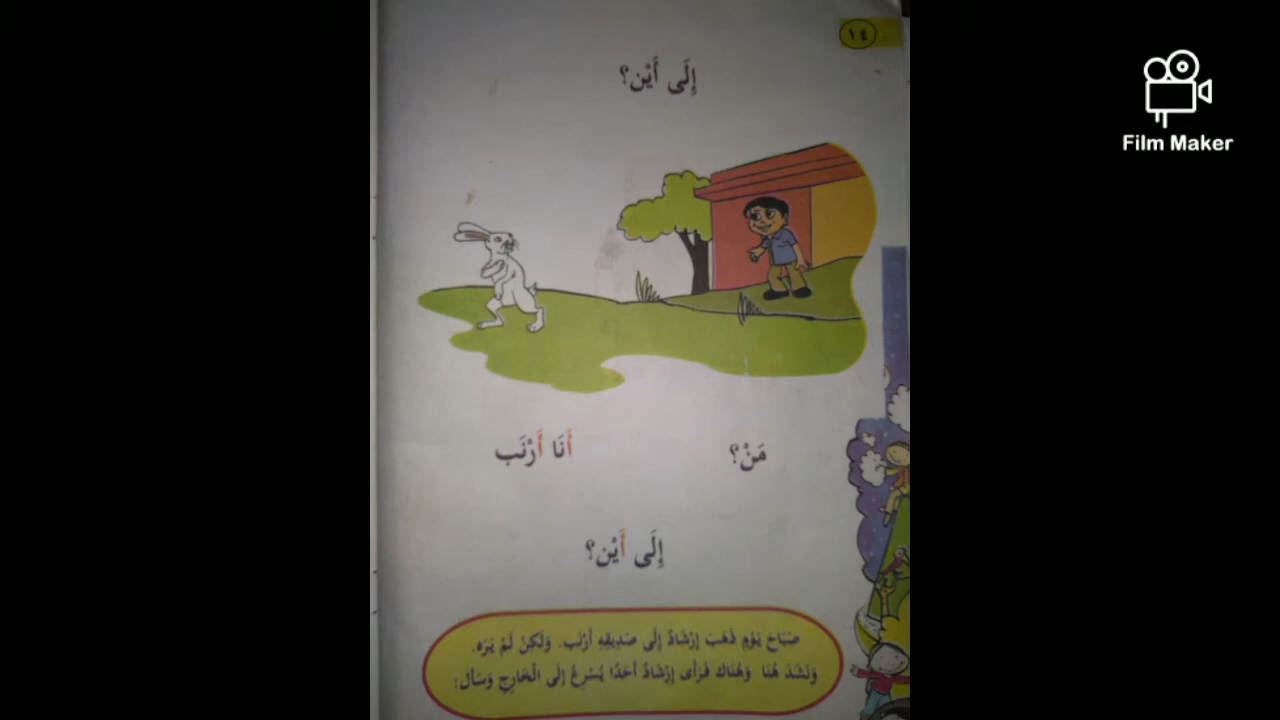 ١٤
إِلَى أَيْن؟
مَنْ؟ أَنَا أَرْنَب
إِلَى أَيْن؟
صَبَاحَ يَوْمٍ ذَهَبَ إِرْشَادُ إِلَى صَدِيقِهِ أَرْنَب. وَلَكِنْ لَمْ يَرَه.
وَنَشَدَ هُنَا وَهُنَاكَ فَرَأَى إِرْشَادُ أَحَدًا يُسْرِعُ إِلَى الْخَارِجِ وَسَأَل:
Film Maker